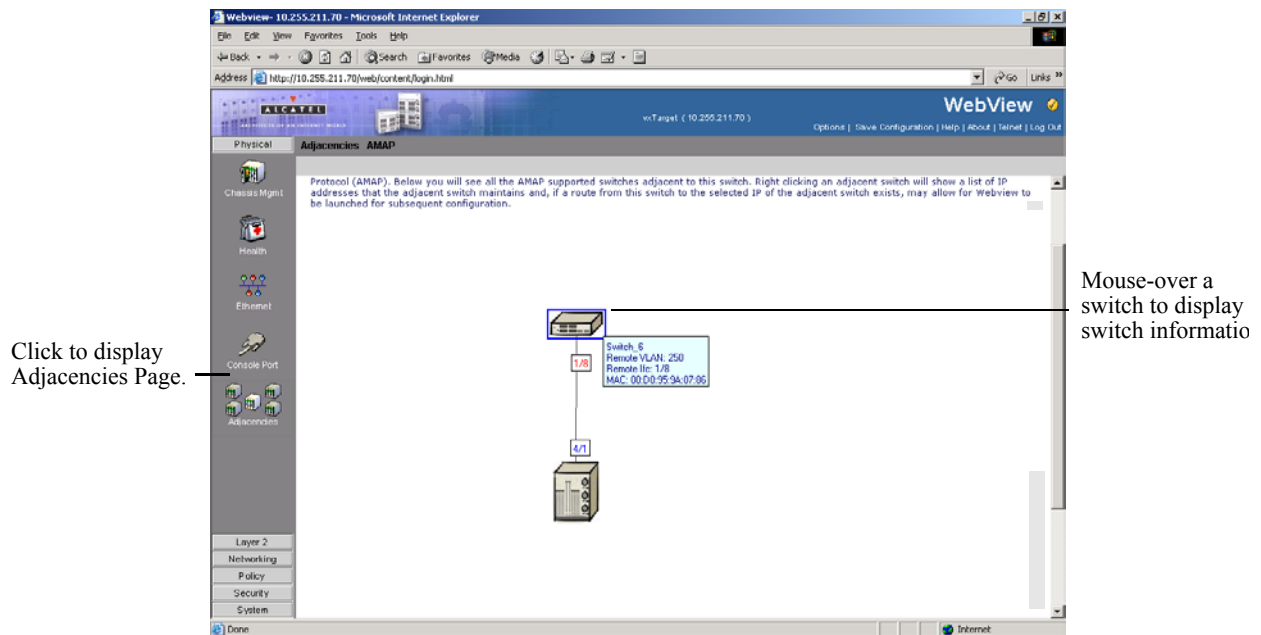 Webview- 10.255.211.70 - Microsoft Internet Explorer
File Edit View Favorites Tools Help
Back Search Favorites Media
Address http://10.255.211.70/web/content/login.html Go Links »
ALCATEL
ARCHITECTS OF AN INTERNET WORLD
WebView
vxTarget ( 10.255.211.70 )
Options | Save Configuration | Help | About | Telnet | Log Out
Physical
Adjacencies AMAP
Protocol (AMAP). Below you will see all the AMAP supported switches adjacent to this switch. Right clicking an adjacent switch will show a list of IP
addresses that the adjacent switch maintains and, if a route from this switch to the selected IP of the adjacent switch exists, may allow for Webview to
be launched for subsequent configuration.
Chassis Mgmt
Health
Ethernet
Console Port
Adjacencies
Click to display
Adjacencies Page.
Mouse-over a
switch to display
switch informatio
Switch_6
Remote VLAN: 250
Remote Ifc: 1/8
MAC: 00:D0:95:9A:07:86
1/8
4/1
Layer 2
Networking
Policy
Security
System
Done
Internet